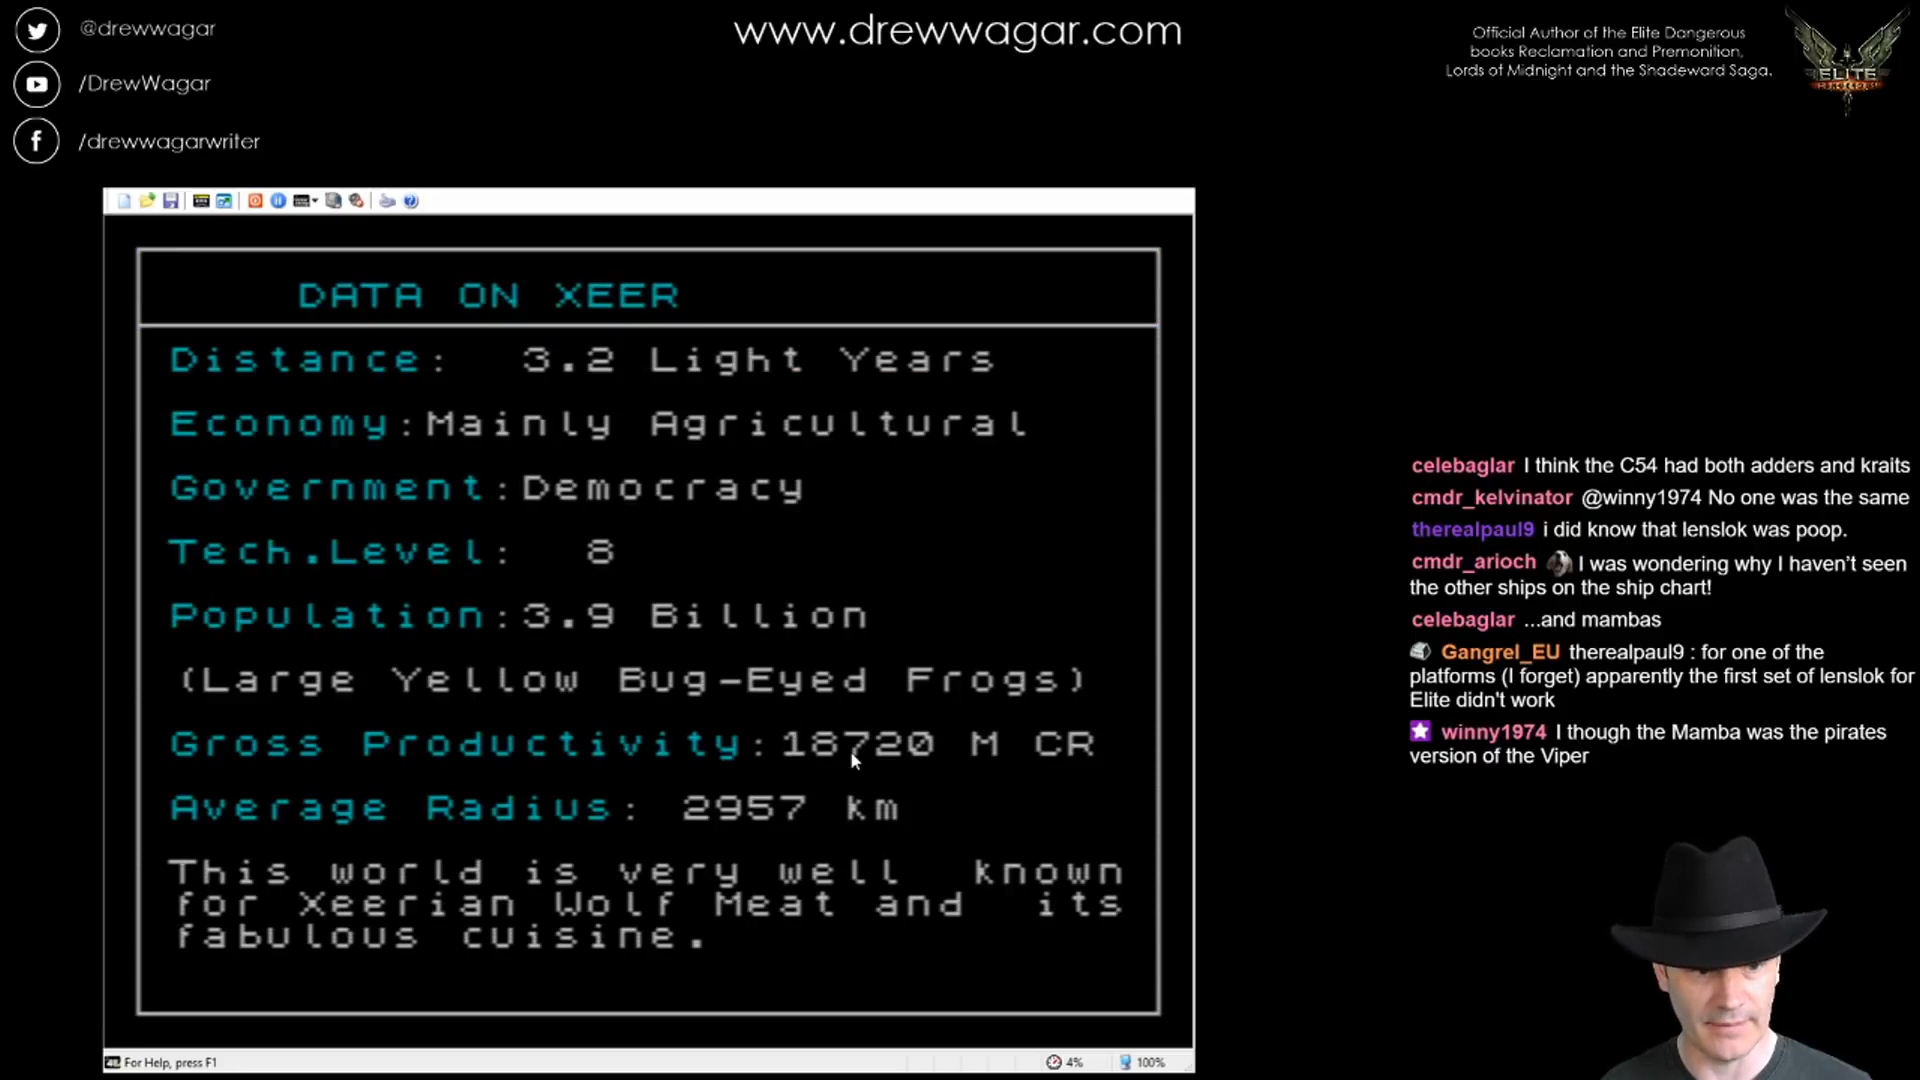 @drewwagar
/DrewWagar
/drewwagarwriter
www.drewwagar.com
Official Author of the Elite Dangerous
books Reclamation and Premonition,
Lords of Midnight and the Shadeward Saga.
ELITE
DANGEROUS
DATA ON XEER
Distance: 3.2 Light Years
Economy:Mainly Agricultural
Government:Democracy
Tech.Level: 8
Population:3.9 Billion
(Large Yellow Bug-Eyed Frogs)
Gross Productivity:18720 M CR
Average Radius: 2957 km
This world is very well known
for Xeerian Wolf Meat and its
fabulous cuisine.
For Help, press F1
4%
100%
celebaglar I think the C54 had both adders and kraits
cmdr_kelvinator @winny1974 No one was the same
therealpaul9 i did know that lenslok was poop.
cmdr_arioch I was wondering why I haven't seen
the other ships on the ship chart!
celebaglar ...and mambas
Gangrel_EU therealpaul9 : for one of the
platforms (I forget) apparently the first set of lenslok for
Elite didn't work
winny1974 I though the Mamba was the pirates
version of the Viper